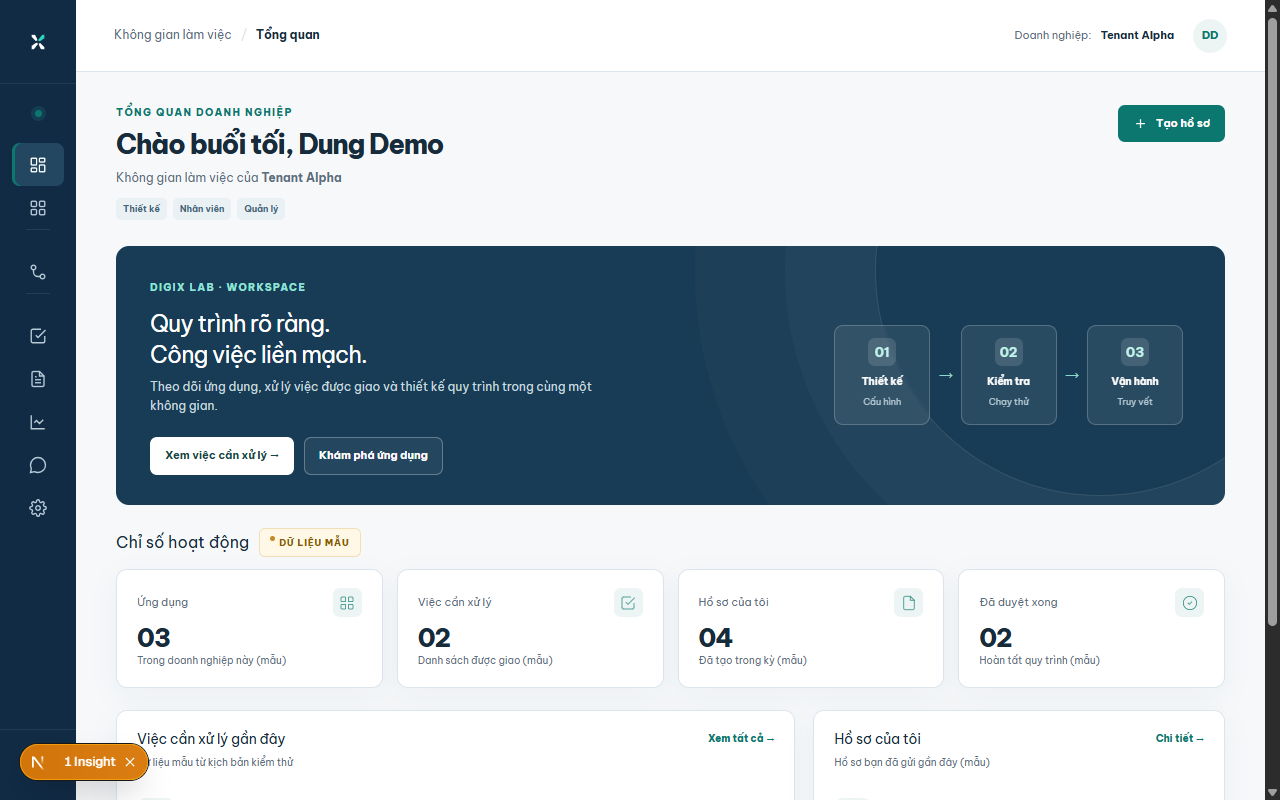 Không gian làm việc / Tổng quan
Doanh nghiệp: Tenant Alpha
DD
TỔNG QUAN DOANH NGHIỆP
Chào buổi tối, Dung Demo
Không gian làm việc của Tenant Alpha
Thiết kế
Nhân viên
Quản lý
+ Tạo hồ sơ
DIGIX LAB · WORKSPACE
Quy trình rõ ràng.
Công việc liền mạch.
Theo dõi ứng dụng, xử lý việc được giao và thiết kế quy trình trong cùng một
không gian.
Xem việc cần xử lý →
Khám phá ứng dụng
01
Thiết kế
Cấu hình
→
02
Kiểm tra
Chạy thử
→
03
Vận hành
Truy vết
Chỉ số hoạt động
DỮ LIỆU MẪU
Ứng dụng
03
Trong doanh nghiệp này (mẫu)
Việc cần xử lý
02
Danh sách được giao (mẫu)
Hồ sơ của tôi
04
Đã tạo trong kỳ (mẫu)
Đã duyệt xong
02
Hoàn tất quy trình (mẫu)
Việc cần xử lý gần đây
Xem tất cả →
liệu mẫu từ kịch bản kiểm thử
Hồ sơ của tôi
Chi tiết →
Hồ sơ bạn đã gửi gần đây (mẫu)
N 1 Insight ×